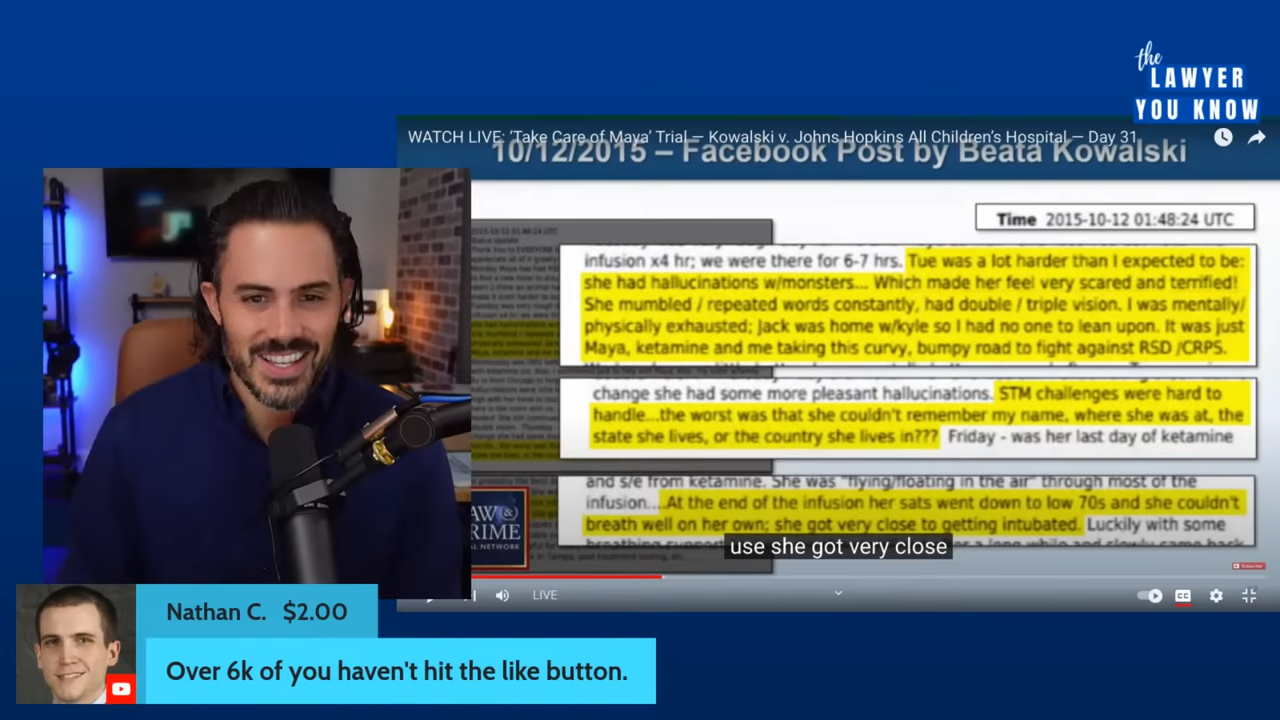 the
LAWYER
YOU KNOW
WATCH LIVE: 'Take Care of Maya' Trial — Kowalski v. Johns Hopkins All Children's Hospital — Day 31
10/12/2015 – Facebook Post by Beata Kowalski
Time 2015-10-12 01:48:24 UTC
infusion x4 hr; we were there for 6-7 hrs. Tue was a lot harder than I expected to be:
she had hallucinations w/monsters... Which made her feel very scared and terrified!
She mumbled / repeated words constantly, had double / triple vision. I was mentally/
physically exhausted; Jack was home w/kyle so I had no one to lean upon. It was just
Maya, ketamine and me taking this curvy, bumpy road to fight against RSD /CRPS.
change she had some more pleasant hallucinations. STM challenges were hard to
handle...the worst was that she couldn't remember my name, where she was at, the
state she lives, or the country she lives in??? Friday - was her last day of ketamine
and s/e from ketamine. She was "flying/floating in the air" through most of the
infusion....At the end of the infusion her sats went down to low 70s and she couldn't
breath well on her own; she got very close to getting intubated. Luckily with some
use she got very close
LIVE
CC
Nathan C. $2.00
Over 6k of you haven't hit the like button.